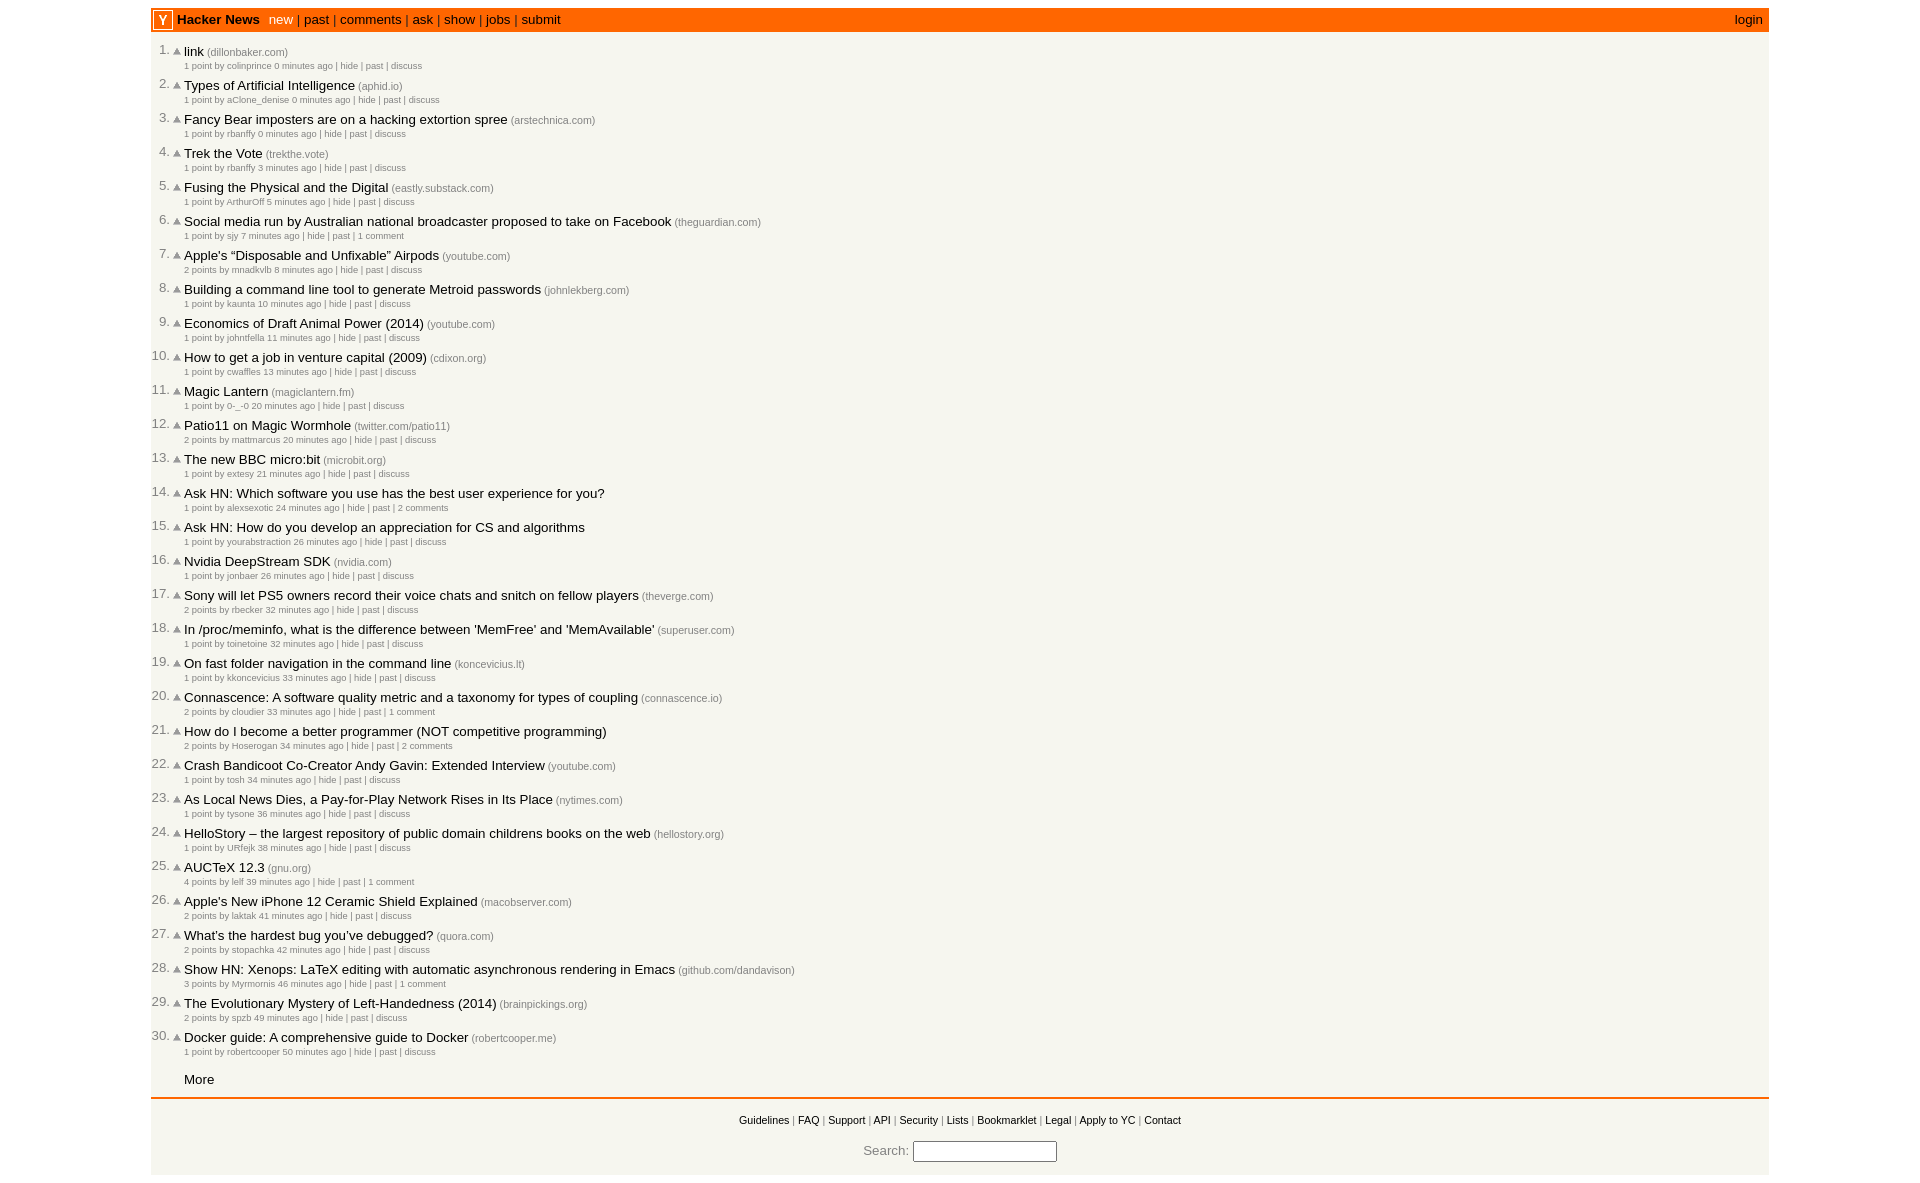 Y Hacker News new | past | comments | ask | show | jobs | submit login
1. link (dillonbaker.com)
1 point by colinprince 0 minutes ago | hide | past | discuss
2. Types of Artificial Intelligence (aphid.io)
1 point by aClone_denise 0 minutes ago | hide | past | discuss
3. Fancy Bear imposters are on a hacking extortion spree (arstechnica.com)
1 point by rbanffy 0 minutes ago | hide | past | discuss
4. Trek the Vote (trekthe.vote)
1 point by rbanffy 3 minutes ago | hide | past | discuss
5. Fusing the Physical and the Digital (eastly.substack.com)
1 point by ArthurOff 5 minutes ago | hide | past | discuss
6. Social media run by Australian national broadcaster proposed to take on Facebook (theguardian.com)
1 point by sjy 7 minutes ago | hide | past | 1 comment
7. Apple's “Disposable and Unfixable” Airpods (youtube.com)
2 points by mnadkvlb 8 minutes ago | hide | past | discuss
8. Building a command line tool to generate Metroid passwords (johnlekberg.com)
1 point by kaunta 10 minutes ago | hide | past | discuss
9. Economics of Draft Animal Power (2014) (youtube.com)
1 point by johntfella 11 minutes ago | hide | past | discuss
10. How to get a job in venture capital (2009) (cdixon.org)
1 point by cwaffles 13 minutes ago | hide | past | discuss
11. Magic Lantern (magiclantern.fm)
1 point by 0-_-0 20 minutes ago | hide | past | discuss
12. Patio11 on Magic Wormhole (twitter.com/patio11)
2 points by mattmarcus 20 minutes ago | hide | past | discuss
13. The new BBC micro:bit (microbit.org)
1 point by extesy 21 minutes ago | hide | past | discuss
14. Ask HN: Which software you use has the best user experience for you?
1 point by alexsexotic 24 minutes ago | hide | past | 2 comments
15. Ask HN: How do you develop an appreciation for CS and algorithms
1 point by yourabstraction 26 minutes ago | hide | past | discuss
16. Nvidia DeepStream SDK (nvidia.com)
1 point by jonbaer 26 minutes ago | hide | past | discuss
17. Sony will let PS5 owners record their voice chats and snitch on fellow players (theverge.com)
2 points by rbecker 32 minutes ago | hide | past | discuss
18. In /proc/meminfo, what is the difference between 'MemFree' and 'MemAvailable' (superuser.com)
1 point by toinetoine 32 minutes ago | hide | past | discuss
19. On fast folder navigation in the command line (koncevicius.lt)
1 point by kkoncevicius 33 minutes ago | hide | past | discuss
20. Connascence: A software quality metric and a taxonomy for types of coupling (connascence.io)
2 points by cloudier 33 minutes ago | hide | past | 1 comment
21. How do I become a better programmer (NOT competitive programming)
2 points by Hoserogan 34 minutes ago | hide | past | 2 comments
22. Crash Bandicoot Co-Creator Andy Gavin: Extended Interview (youtube.com)
1 point by tosh 34 minutes ago | hide | past | discuss
23. As Local News Dies, a Pay-for-Play Network Rises in Its Place (nytimes.com)
1 point by tysone 36 minutes ago | hide | past | discuss
24. HelloStory – the largest repository of public domain childrens books on the web (hellostory.org)
1 point by URfejk 38 minutes ago | hide | past | discuss
25. AUCTeX 12.3 (gnu.org)
4 points by lelf 39 minutes ago | hide | past | 1 comment
26. Apple's New iPhone 12 Ceramic Shield Explained (macobserver.com)
2 points by laktak 41 minutes ago | hide | past | discuss
27. What’s the hardest bug you’ve debugged? (quora.com)
2 points by stopachka 42 minutes ago | hide | past | discuss
28. Show HN: Xenops: LaTeX editing with automatic asynchronous rendering in Emacs (github.com/dandavison)
3 points by Myrmornis 46 minutes ago | hide | past | 1 comment
29. The Evolutionary Mystery of Left-Handedness (2014) (brainpickings.org)
2 points by spzb 49 minutes ago | hide | past | discuss
30. Docker guide: A comprehensive guide to Docker (robertcooper.me)
1 point by robertcooper 50 minutes ago | hide | past | discuss
More
Guidelines | FAQ | Support | API | Security | Lists | Bookmarklet | Legal | Apply to YC | Contact
Search: